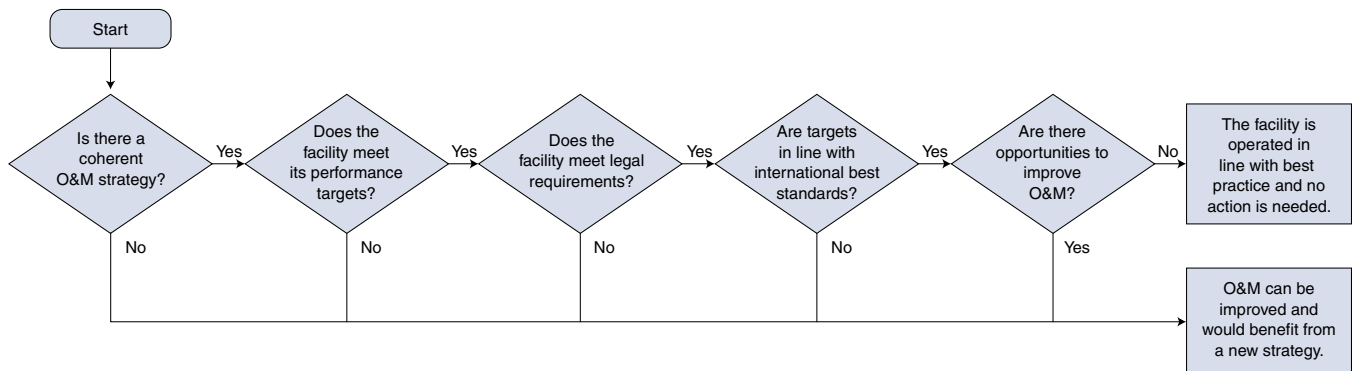 Start
Is there a
coherent
O&M strategy?
Yes
No
Does the
facility meet
its performance
targets?
Yes
No
Does the
facility meet legal
requirements?
Yes
No
Are targets
in line with
international best
standards?
Yes
No
Are there
opportunities to
improve
O&M?
No
Yes
The facility is
operated in
line with best
practice and no
action is needed.
O&M can be
improved and
would benefit from
a new strategy.